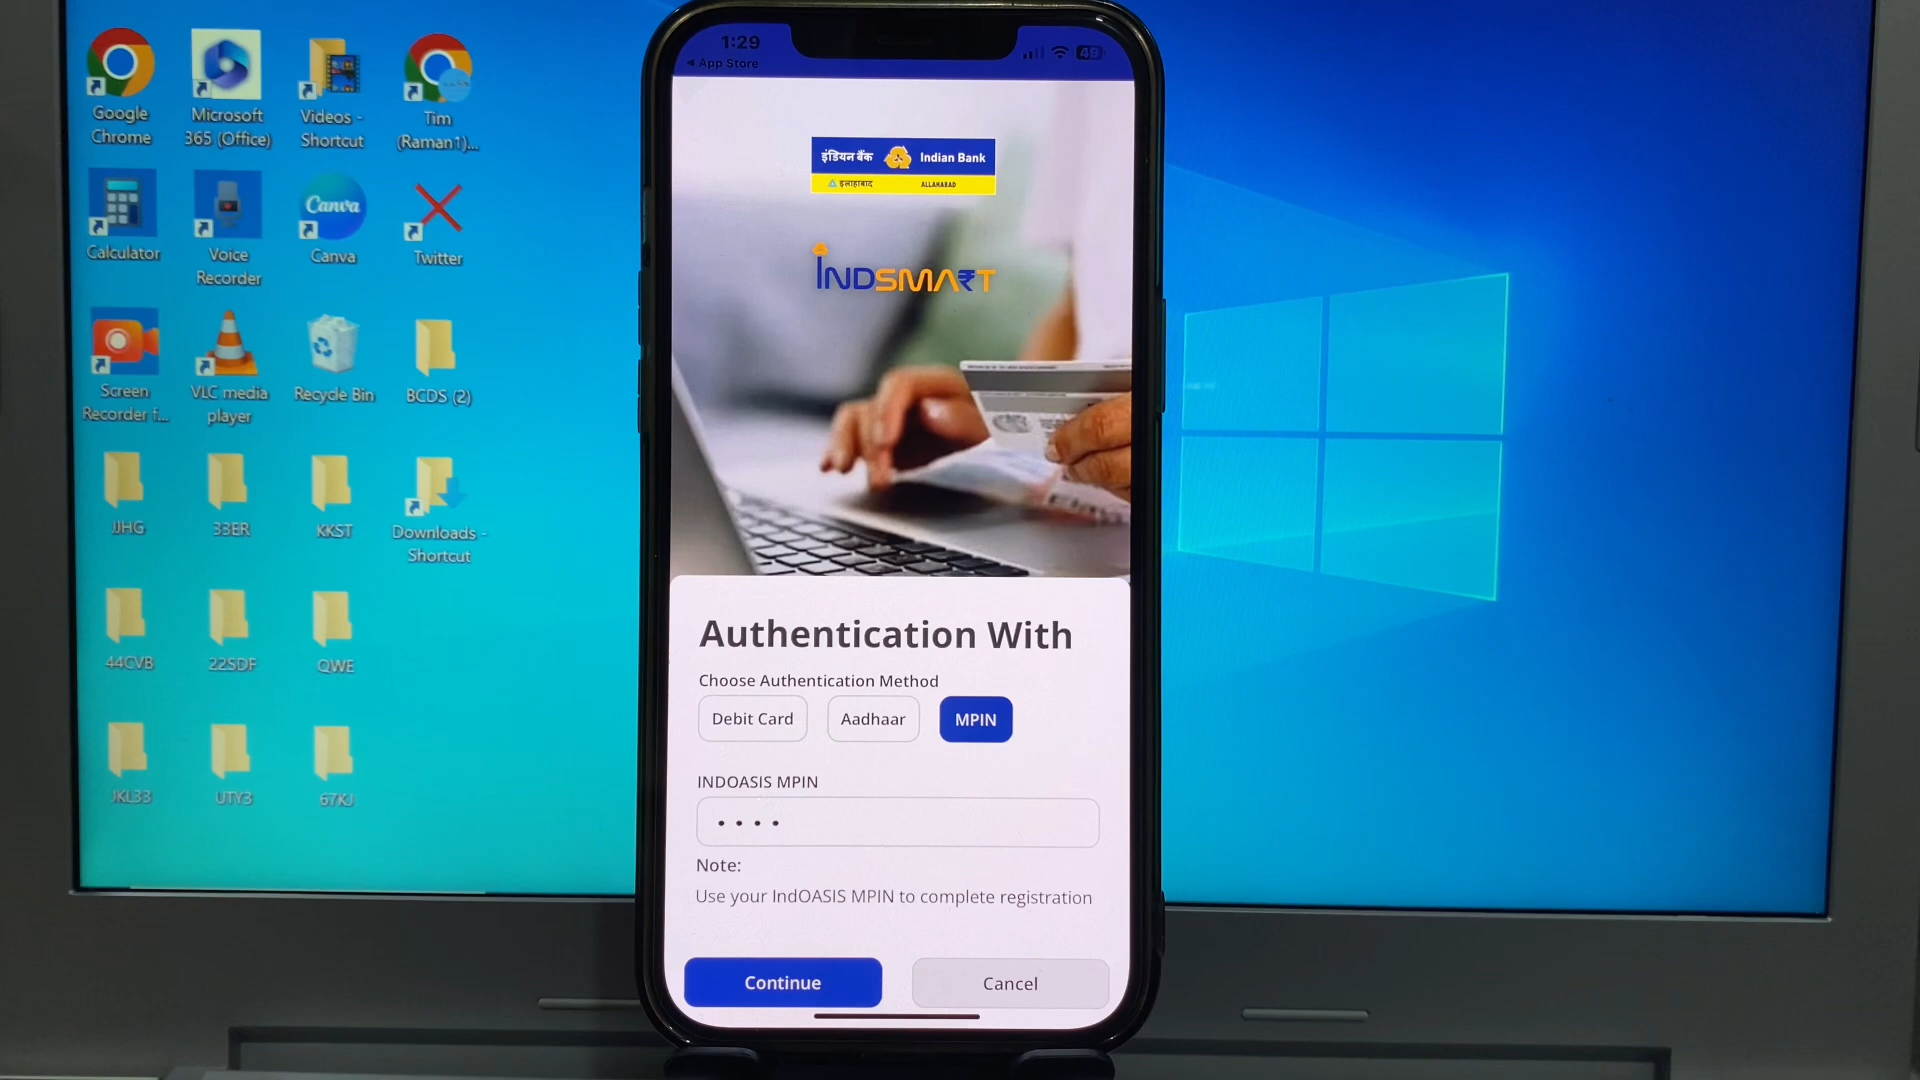 Google
Chrome
Microsoft
365 (Office)
Videos -
Shortcut
Tim
(Raman1)...
Calculator
Voice
Recorder
Canva
Canva
Twitter
Screen
Recorder f...
VLC media
player
Recycle Bin
BCDS (2)
JJHG
33ER
KKST
Downloads -
Shortcut
44CVB
22SDF
QWE
JKL33
UTY3
67KJ
1:29
App Store
49
इंडियन बैंक
Indian Bank
इलाहाबाद
ALLAHABAD
INDSMART
Authentication With
Choose Authentication Method
Debit Card
Aadhaar
MPIN
INDOASIS MPIN
Note:
Use your IndOASIS MPIN to complete registration
Continue
Cancel